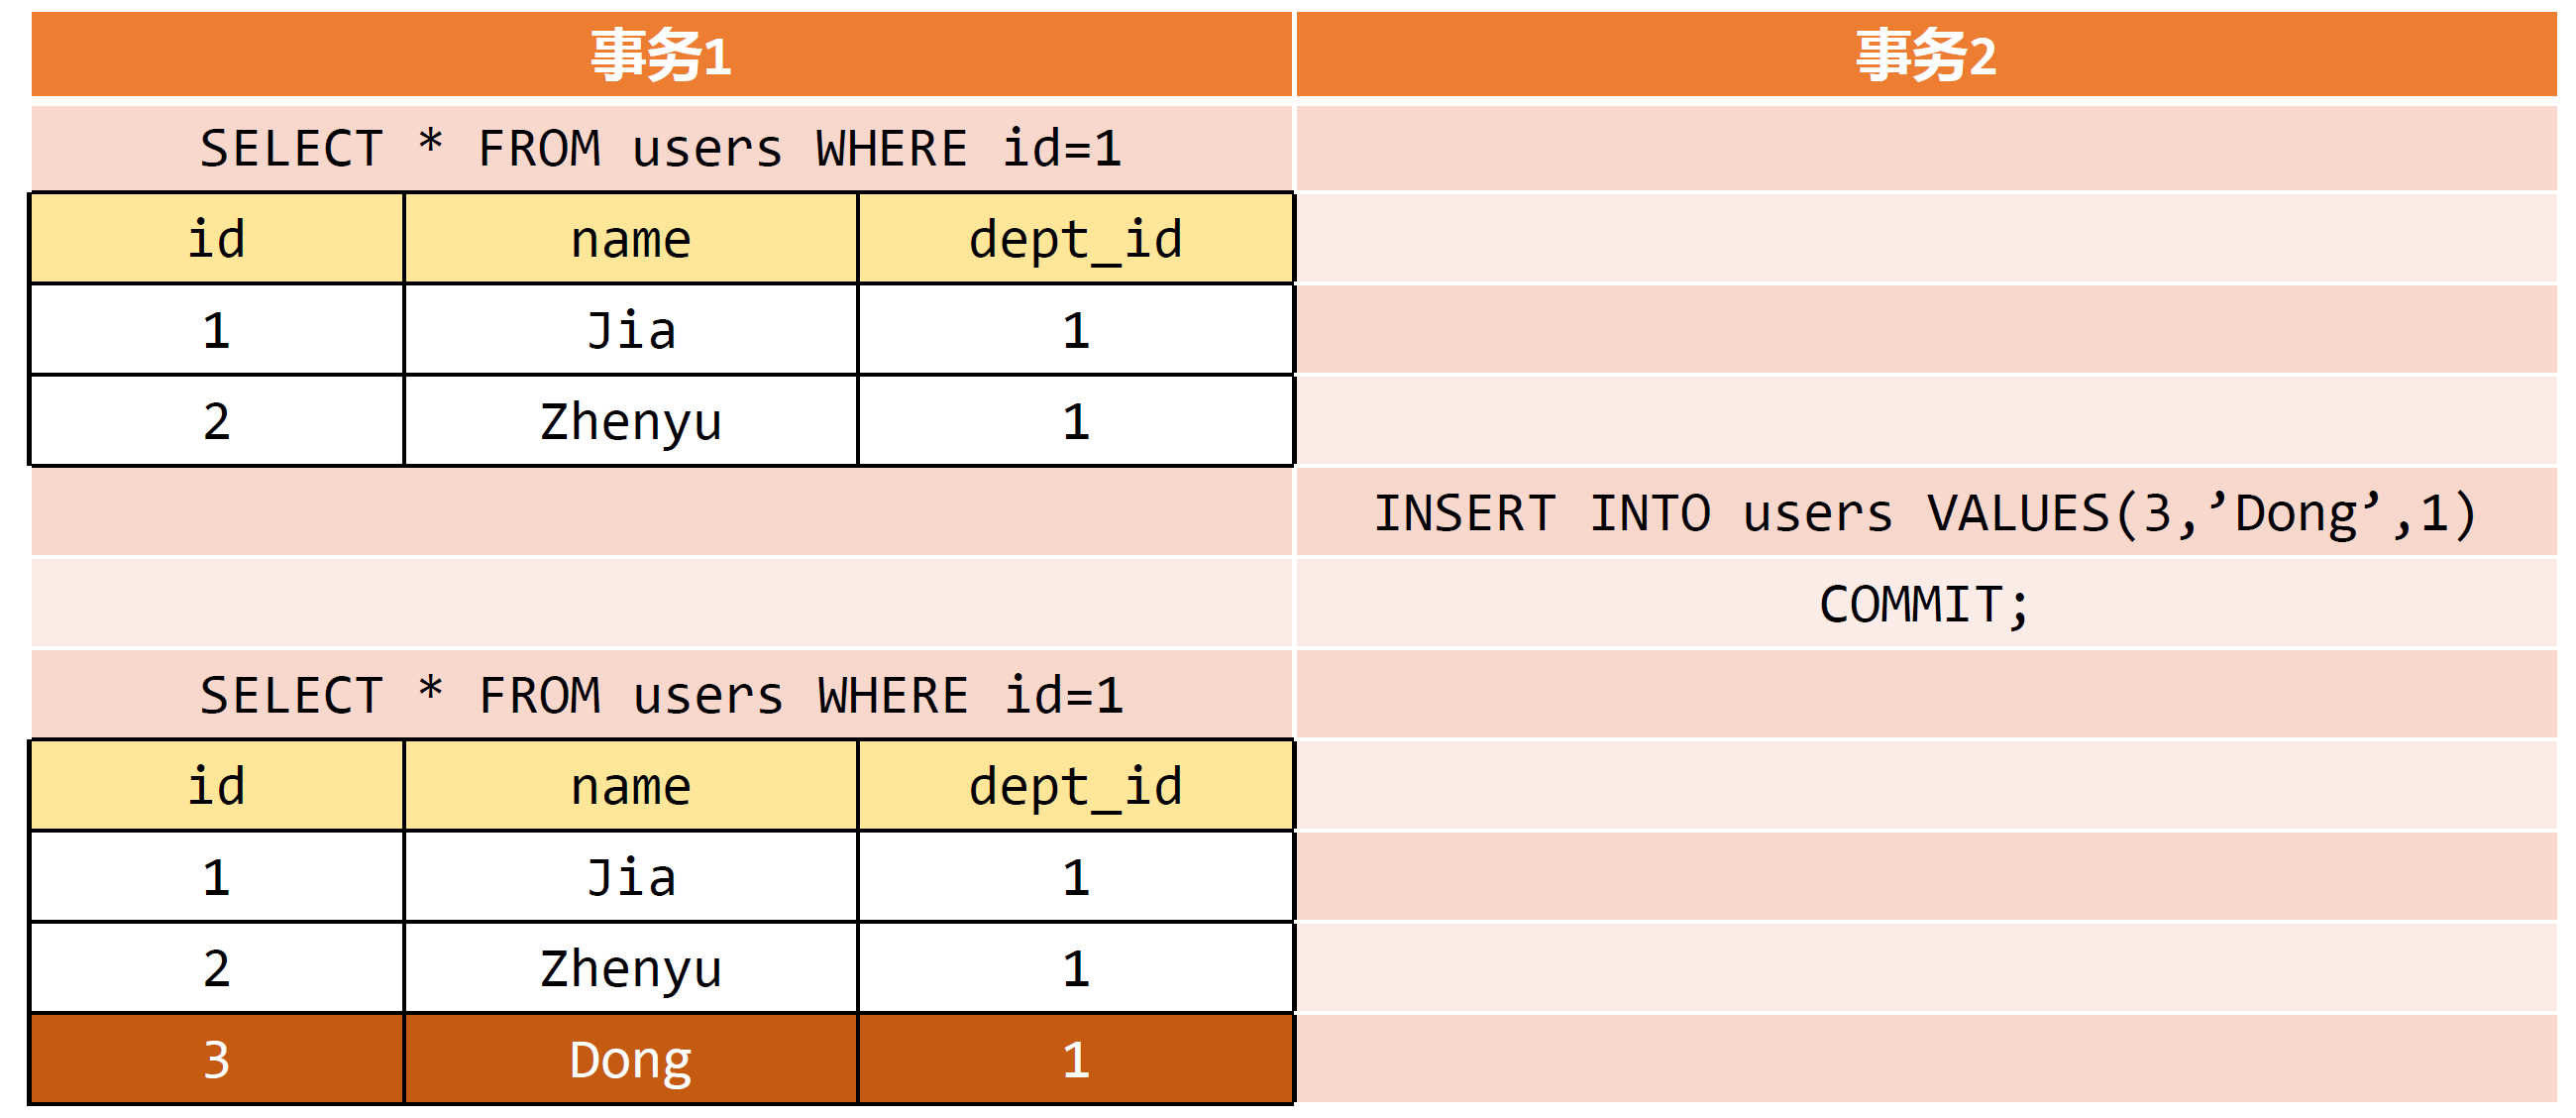 事务1 事务2
SELECT * FROM users WHERE id=1
id name dept_id
1 Jia 1
2 Zhenyu 1
INSERT INTO users VALUES(3,’Dong’,1)
COMMIT;
SELECT * FROM users WHERE id=1
id name dept_id
1 Jia 1
2 Zhenyu 1
3 Dong 1